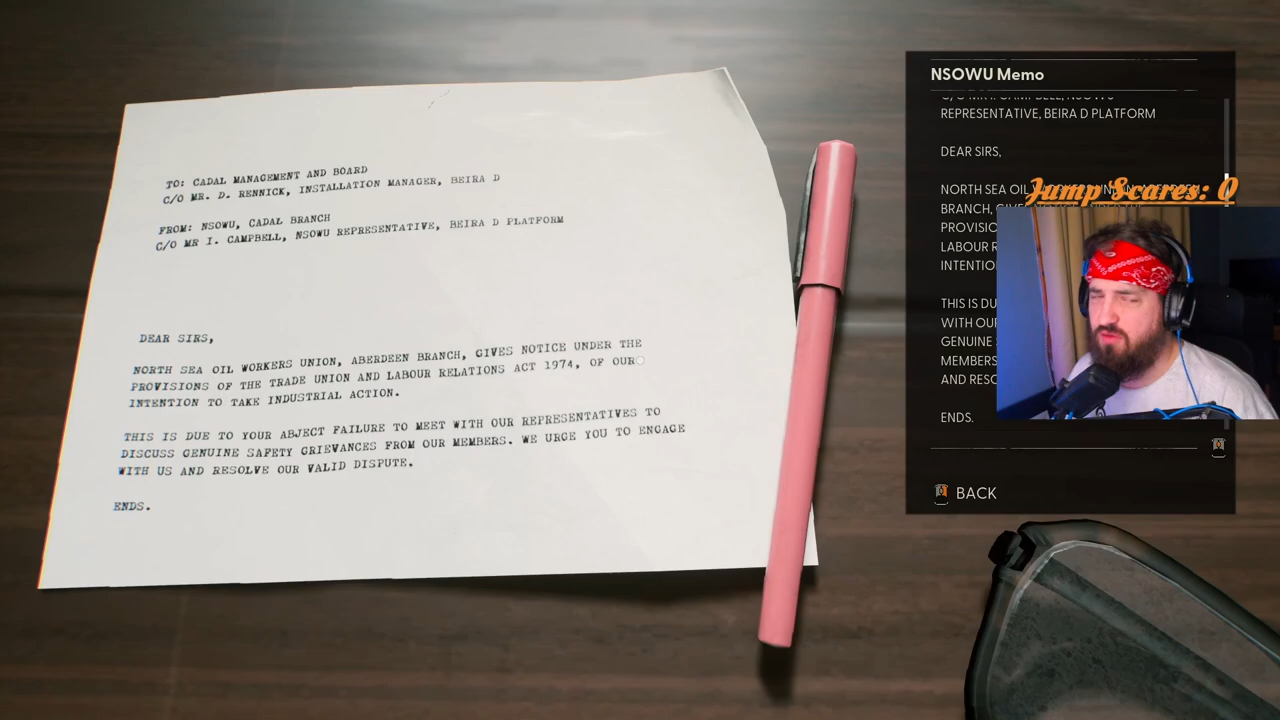 TO: CADAL MANAGEMENT AND BOARD
C/O MR. D. RENNICK, INSTALLATION MANAGER, BEIRA D
FROM: NSOWU, CADAL BRANCH
C/O MR I. CAMPBELL, NSOWU REPRESENTATIVE, BEIRA D PLATFORM
DEAR SIRS,
NORTH SEA OIL WORKERS UNION, ABERDEEN BRANCH, GIVES NOTICE UNDER THE
PROVISIONS OF THE TRADE UNION AND LABOUR RELATIONS ACT 1974, OF OUR
INTENTION TO TAKE INDUSTRIAL ACTION.
THIS IS DUE TO YOUR ABJECT FAILURE TO MEET WITH OUR REPRESENTATIVES TO
DISCUSS GENUINE SAFETY GRIEVANCES FROM OUR MEMBERS. WE URGE YOU TO ENGAGE
WITH US AND RESOLVE OUR VALID DISPUTE.
ENDS.
NSOWU Memo
REPRESENTATIVE, BEIRA D PLATFORM
DEAR SIRS,
NORTH SEA OIL
Jump Scares: 0
BRANCH,
PROVISIO
LABOUR R
INTENTIO
THIS IS DU
WITH OUR
GENUINE
MEMBERS
AND RESO
ENDS.
BACK